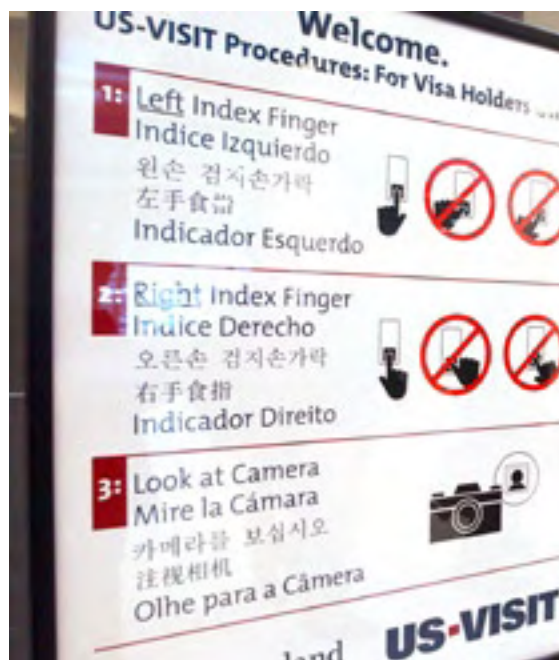 Welcome.
US-VISIT Procedures: For Visa Holders
1: Left Index Finger
Indice Izquierdo
왼손 검지손가락
左手食指
Indicador Esquerdo
2: Right Index Finger
Indice Derecho
오른손 검지손가락
右手食指
Indicador Direito
3: Look at Camera
Mire la Cámara
카메라를 보십시오
注视相机
Olhe para a Câmera
US-VISIT